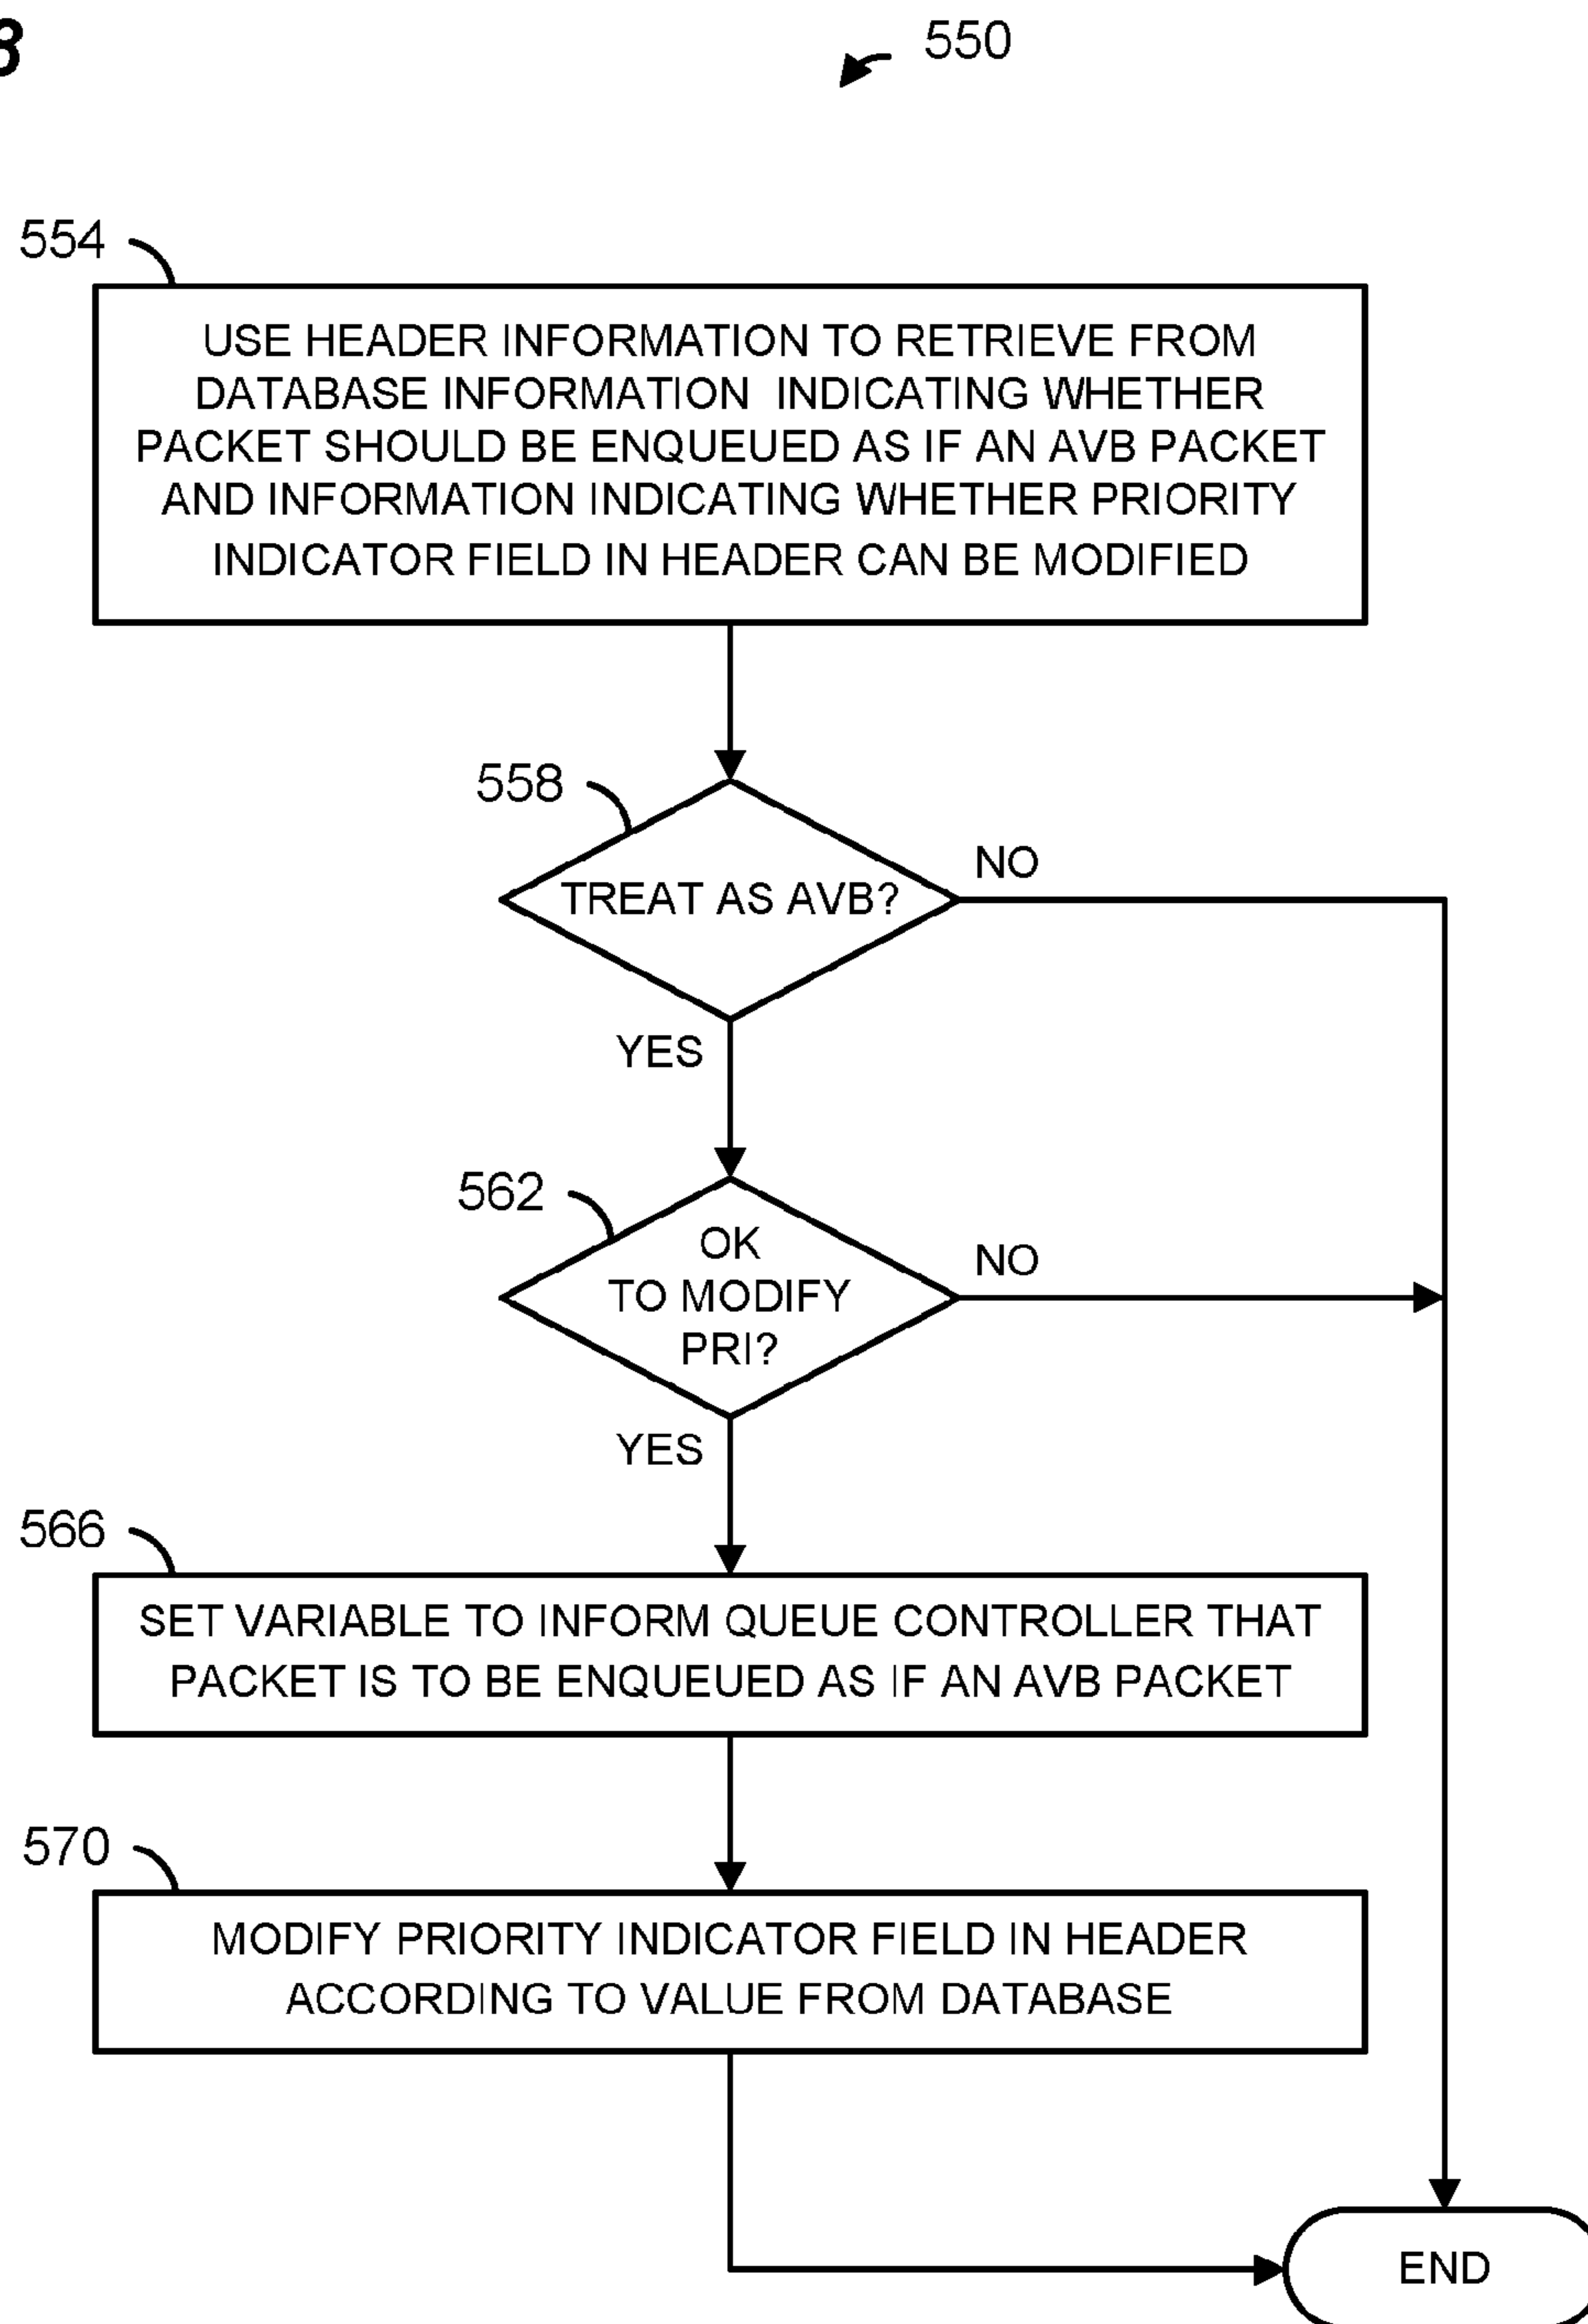 550
554
USE HEADER INFORMATION TO RETRIEVE FROM
DATABASE INFORMATION INDICATING WHETHER
PACKET SHOULD BE ENQUEUED AS IF AN AVB PACKET
AND INFORMATION INDICATING WHETHER PRIORITY
INDICATOR FIELD IN HEADER CAN BE MODIFIED
558
TREAT AS AVB?
NO
YES
562
OK
TO MODIFY
PRI?
NO
YES
566
SET VARIABLE TO INFORM QUEUE CONTROLLER THAT
PACKET IS TO BE ENQUEUED AS IF AN AVB PACKET
570
MODIFY PRIORITY INDICATOR FIELD IN HEADER
ACCORDING TO VALUE FROM DATABASE
END